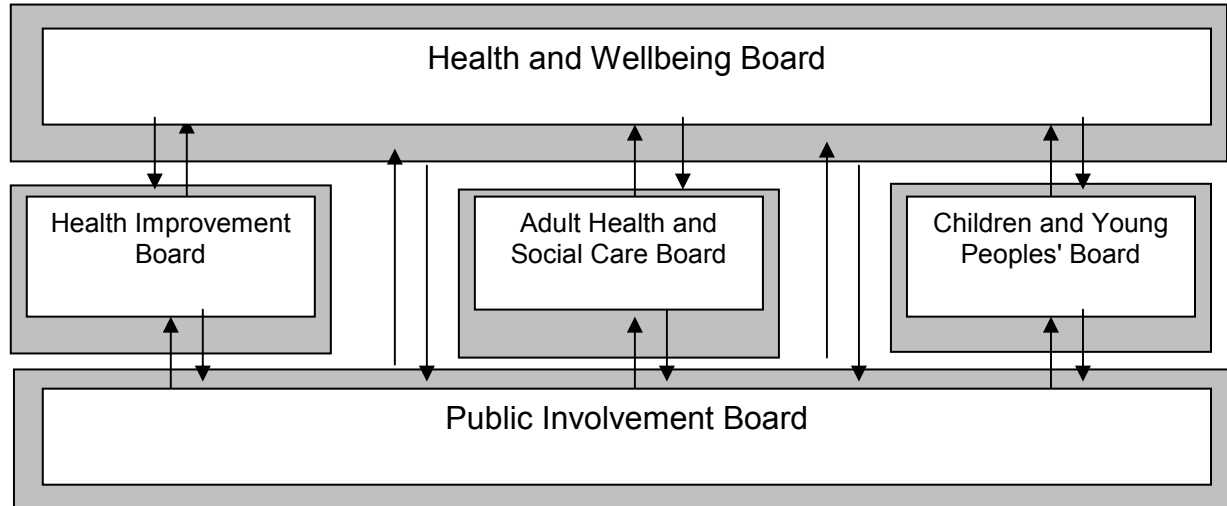 Health and Wellbeing Board
Health Improvement
Board
Adult Health and
Social Care Board
Children and Young
Peoples' Board
Public Involvement Board